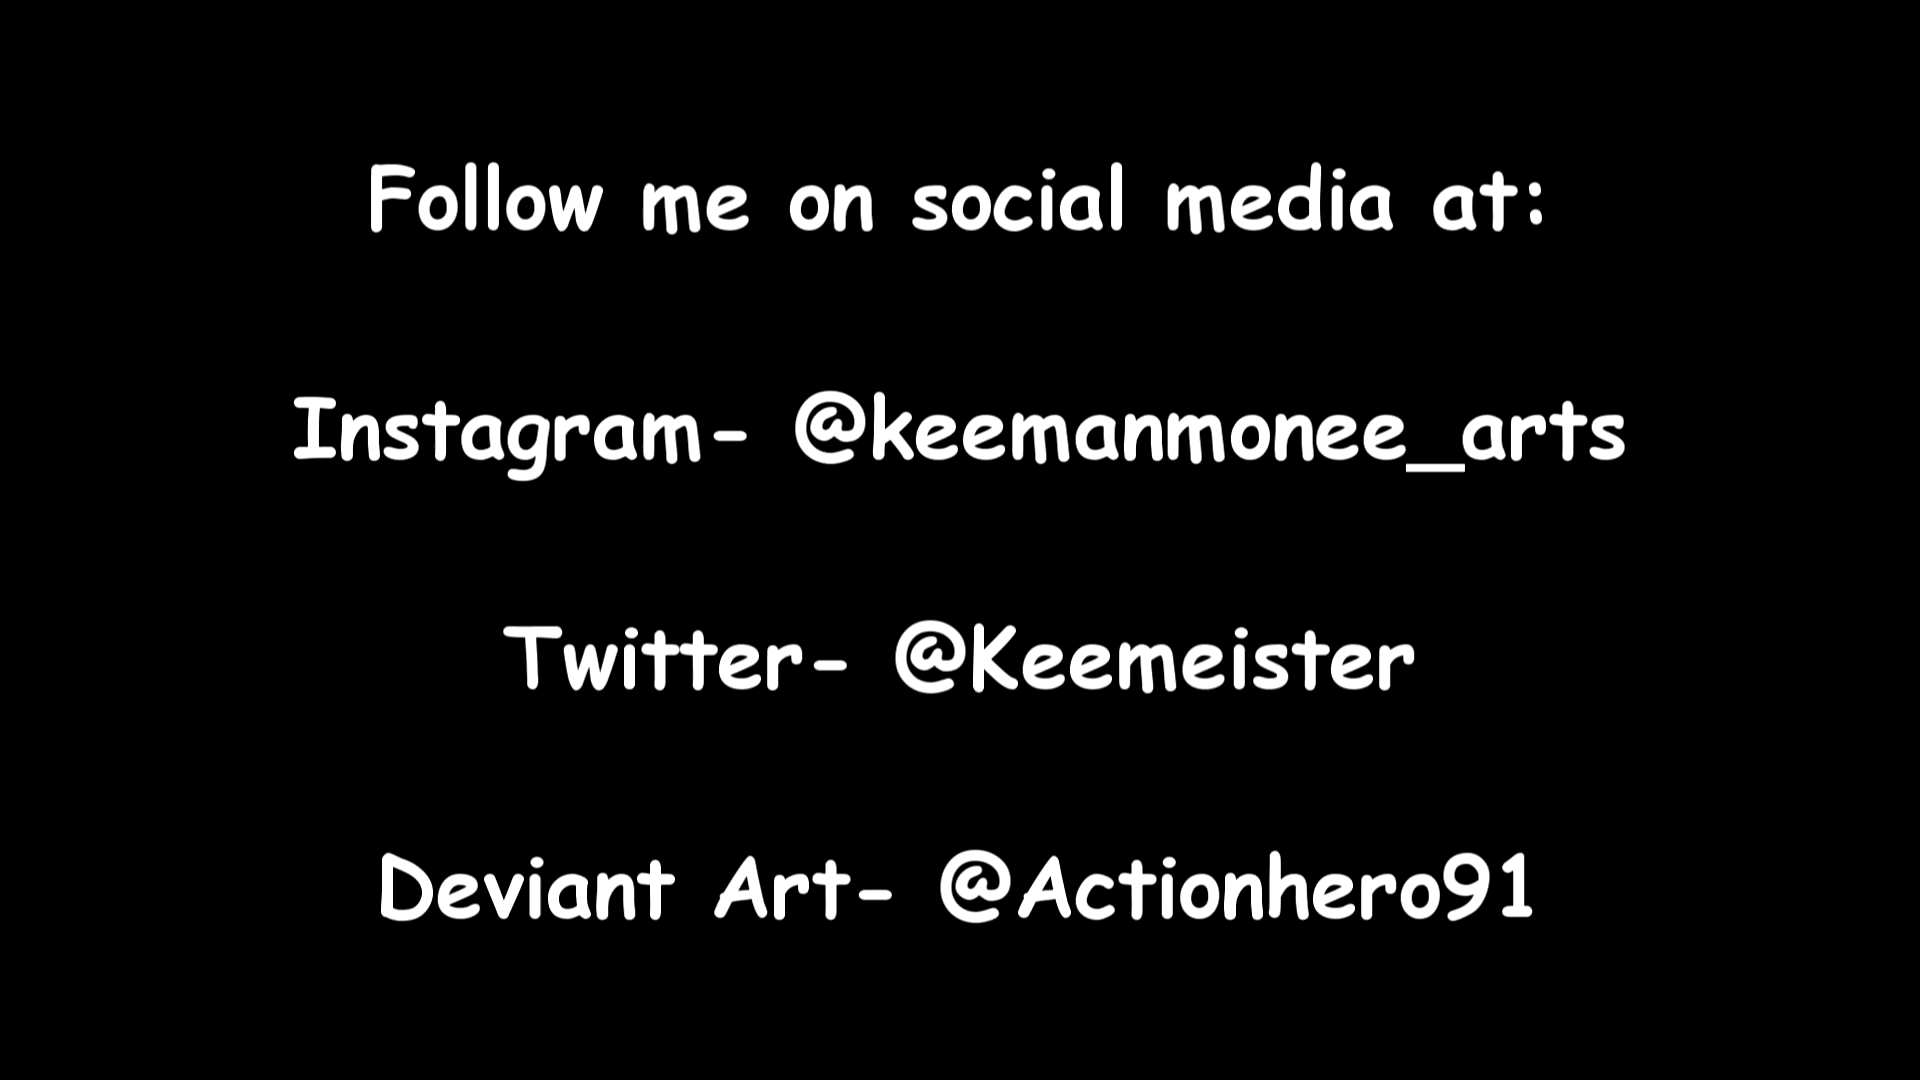 Follow me on social media at:
Instagram- @keemanmonee_arts
Twitter- @Keemeister
Deviant Art- @Actionhero91